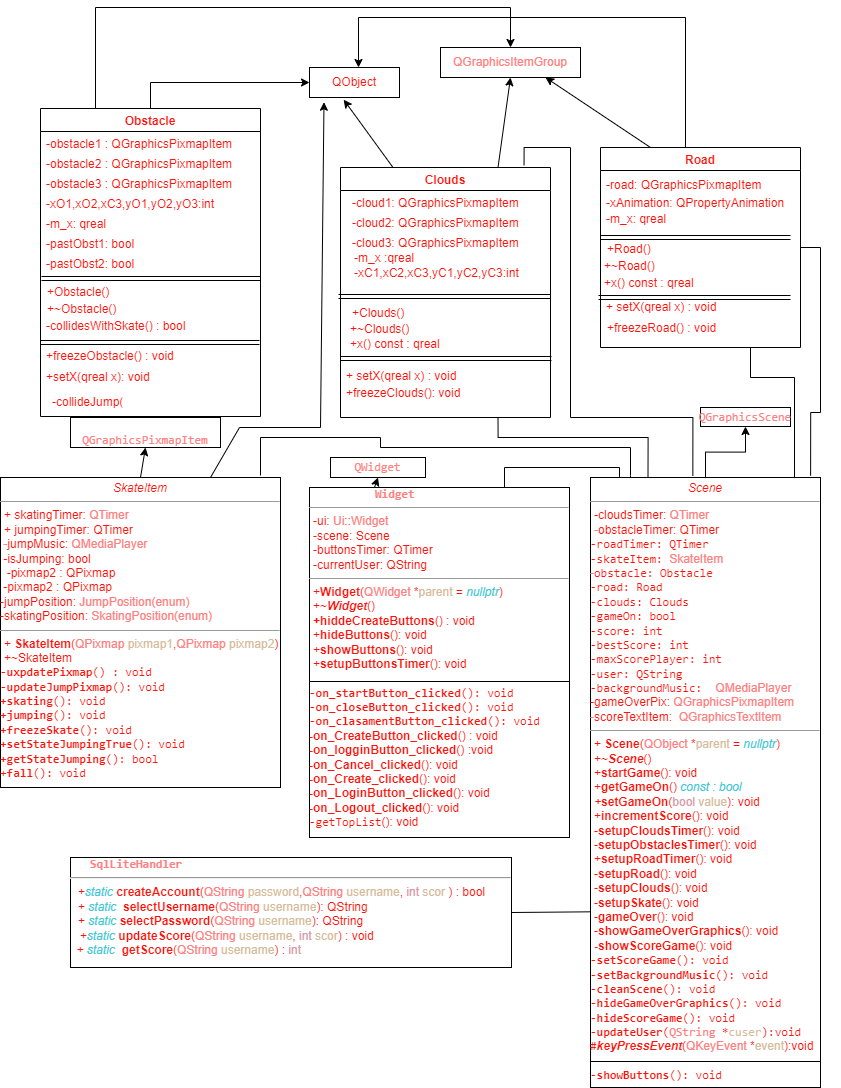 QGraphicsItemGroup
QObject
Obstacle
-obstacle1 : QGraphicsPixmapItem
-obstacle2 : QGraphicsPixmapItem
-obstacle3 : QGraphicsPixmapItem
-xO1,xO2,xC3,yO1,yO2,yO3:int
-m_x: qreal
-pastObst1: bool
-pastObst2: bool
+Obstacle()
+~Obstacle()
-collidesWithSkate() : bool
+freezeObstacle() : void
+setX(qreal x): void
-collideJump(
Clouds
-cloud1: QGraphicsPixmapItem
-cloud2: QGraphicsPixmapItem
-cloud3: QGraphicsPixmapItem
-m_x :qreal
-xC1,xC2,xC3,yC1,yC2,yC3:int
+Clouds()
+~Clouds()
+x() const : qreal
+ setX(qreal x) : void
+freezeClouds(): void
Road
-road: QGraphicsPixmapItem
-xAnimation: QPropertyAnimation
-m_x: qreal
+Road()
+~Road()
+x() const : qreal
+ setX(qreal x) : void
+freezeRoad() : void
QGraphicsPixmapItem
QWidget
QGraphicsScene
SkateItem
+ skatingTimer: QTimer
+ jumpingTimer: QTimer
-jumpMusic: QMediaPlayer
-isJumping: bool
-pixmap2 : QPixmap
-pixmap2 : QPixmap
-jumpPosition: JumpPosition(enum)
-skatingPosition: SkatingPosition(enum)
+ SkateItem(QPixmap pixmap1,QPixmap pixmap2)
+~SkateItem
-uxpdatePixmap() : void
-updateJumpPixmap(): void
+skating(): void
+jumping(): void
+freezeSkate(): void
+setStateJumpingTrue(): void
+getStateJumping(): bool
+fall(): void
Widget
-ui: Ui::Widget
-scene: Scene
-buttonsTimer: QTimer
-currentUser: QString
+Widget(QWidget *parent = nullptr)
+~Widget()
+hiddeCreateButtons() : void
+hideButtons(): void
+showButtons(): void
+setupButtonsTimer(): void
-on_startButton_clicked(): void
-on_closeButton_clicked(): void
-on_clasamentButton_clicked(): void
-on_CreateButton_clicked(): void
-on_logginButton_clicked() :void
-on_Cancel_clicked(): void
-on_Create_clicked(): void
-on_LoginButton_clicked(): void
-on_Logout_clicked(): void
-getTopList(): void
Scene
-cloudsTimer: QTimer
-obstacleTimer: QTimer
-roadTimer: QTimer
-skateItem: SkateItem
-obstacle: Obstacle
-road: Road
-clouds: Clouds
-gameOn: bool
-score: int
-bestScore: int
-maxScorePlayer: int
-user: QString
-backgroundMusic: QMediaPlayer
-gameOverPix: QGraphicsPixmapItem
-scoreTextItem: QGraphicsTextItem
+ Scene(QObject *parent = nullptr)
+~Scene()
+startGame(): void
+getGameOn() const : bool
+setGameOn(bool value): void
+incrementScore(): void
-setupCloudsTimer(): void
-setupObstaclesTimer(): void
+setupRoadTimer(): void
-setupRoad(): void
-setupClouds(): void
-setupSkate(): void
-gameOver(): void
-showGameOverGraphics(): void
-showScoreGame(): void
-setScoreGame(): void
-setBackgroundMusic(): void
-cleanScene(): void
-hideGameOverGraphics(): void
-hideScoreGame(): void
-updateUser(QString *cuser):void
#keyPressEvent(QKeyEvent *event):void
-showButtons(): void
SqlLiteHandler
+static createAccount(QString password,QString username, int scor ) : bool
+ static selectUsername(QString username): QString
+ static selectPassword(QString username): QString
+static updateScore(QString username, int scor) : void
+ static getScore(QString username) : int